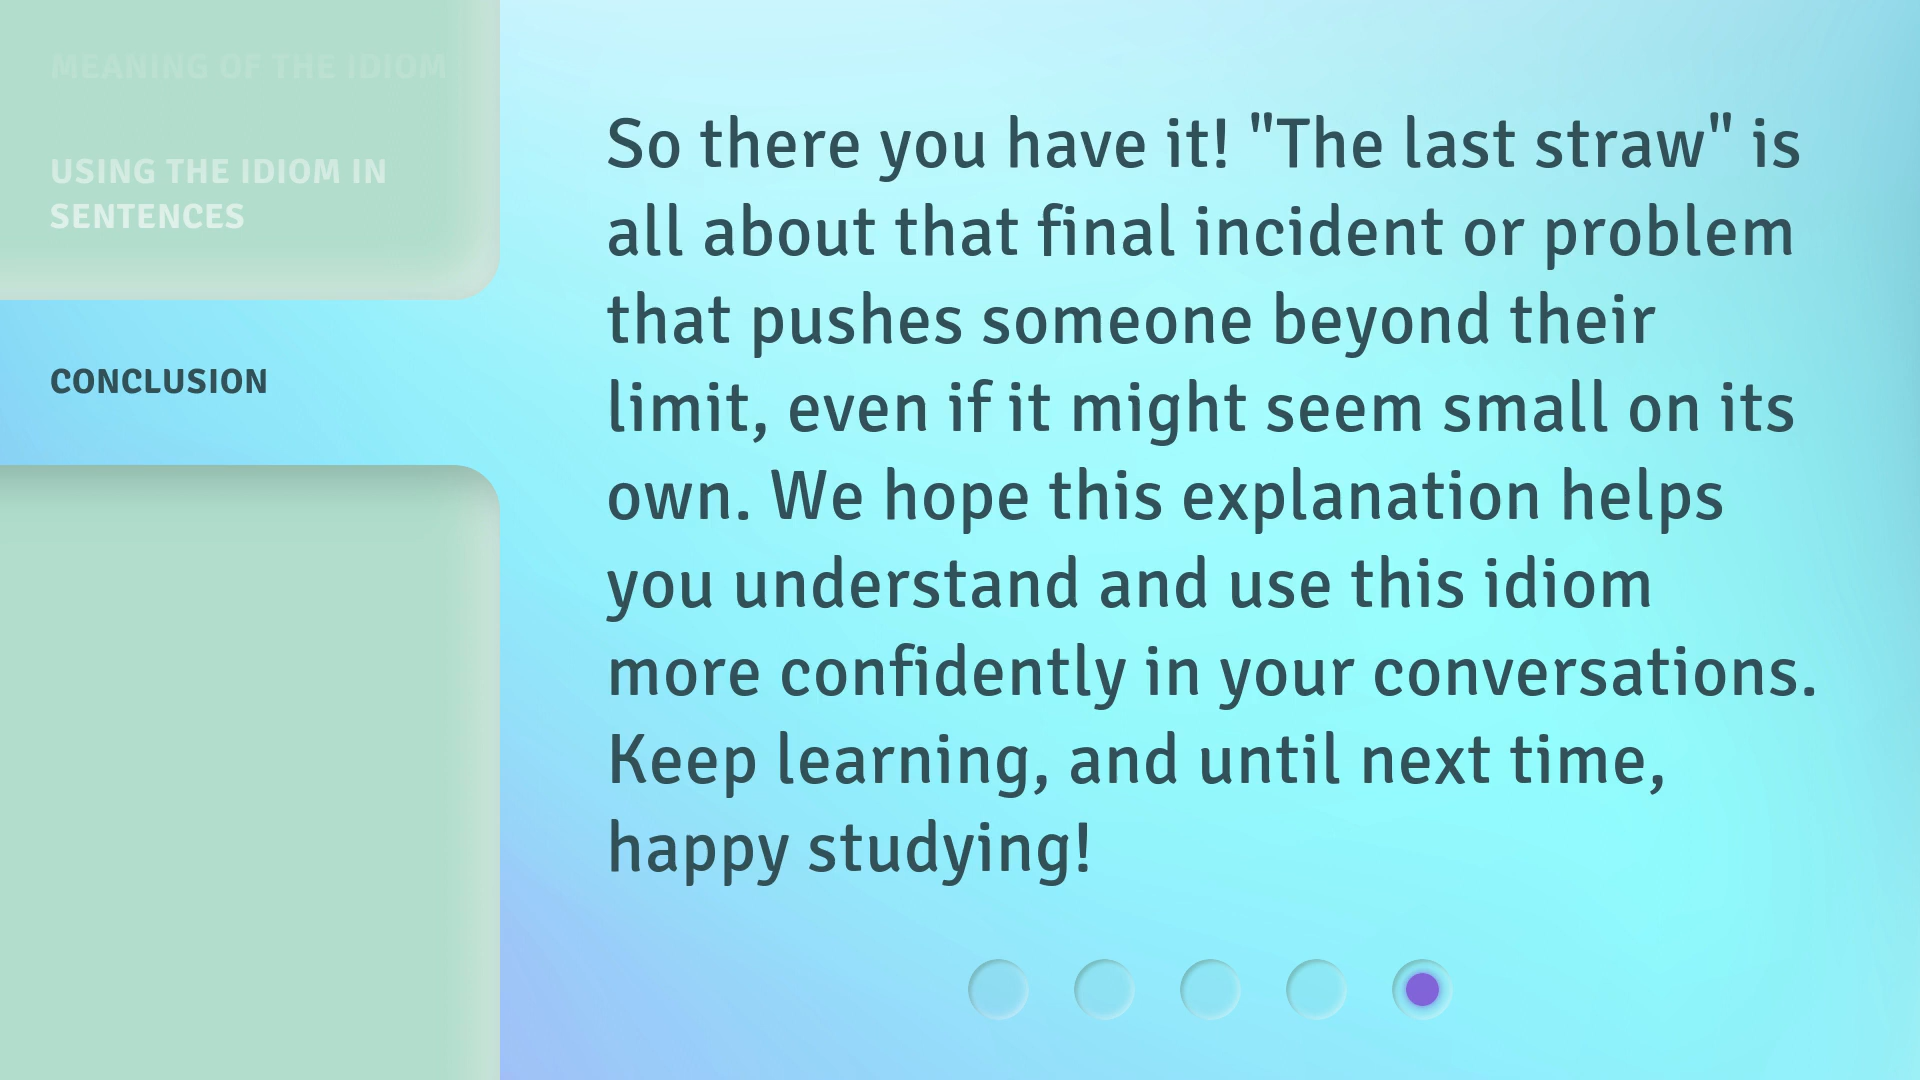 MEANING OF THE IDIOM
USING THE IDIOM IN
SENTENCES
CONCLUSION
So there you have it! "The last straw" is
all about that final incident or problem
that pushes someone beyond their
limit, even if it might seem small on its
own. We hope this explanation helps
you understand and use this idiom
more confidently in your conversations.
Keep learning, and until next time,
happy studying!